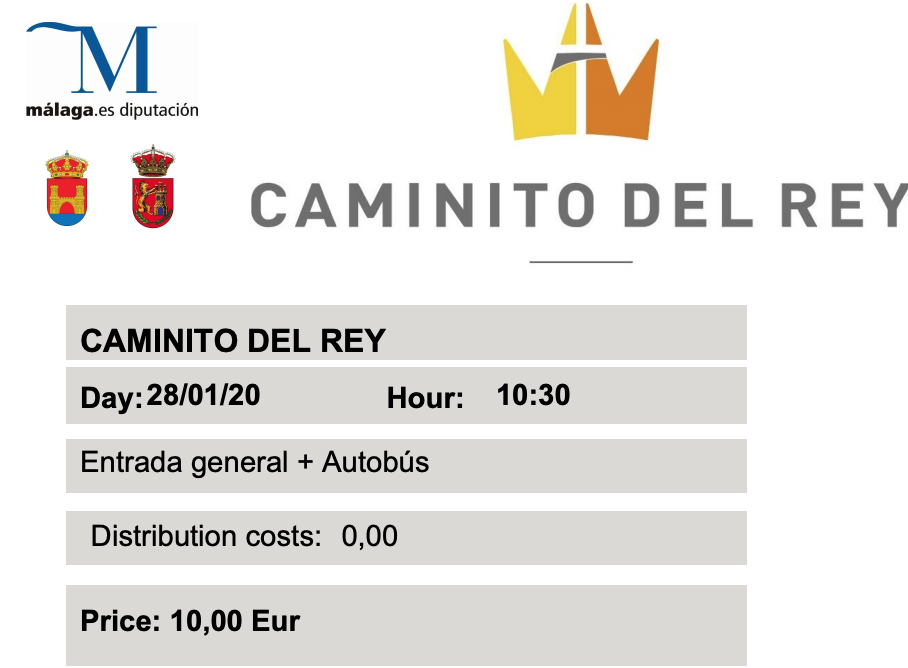 M
málaga.es diputación
CAMINITO DEL REY
CAMINITO DEL REY
Day: 28/01/20 Hour: 10:30
Entrada general + Autobús
Distribution costs: 0,00
Price: 10,00 Eur